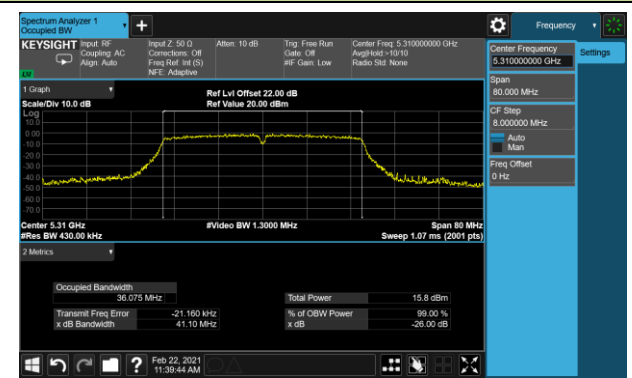 Spectrum Analyzer 1
Occupied BW
+
Frequency
KEYSIGHT
Input: RF
Coupling: AC
Align: Auto
Input Z: 50 Ω
Corrections: Off
Freq Ref: Int (S)
NFE: Adaptive
Atten: 10 dB
Trig: Free Run
Gate: Off
#IF Gain: Low
Center Freq: 5.310000000 GHz
Avg|Hold:>10/10
Radio Std: None
Center Frequency
5.310000000 GHz
Settings
Span
80.000 MHz
CF Step
8.000000 MHz
Auto
Man
Freq Offset
0 Hz
1 Graph
Scale/Div 10.0 dB
Ref Lvl Offset 22.00 dB
Ref Value 20.00 dBm
Log
10.0
0.00
-10.0
-20.0
-30.0
-40.0
-50.0
-60.0
-70.0
Center 5.31 GHz
#Res BW 430.00 kHz
#Video BW 1.3000 MHz
Span 80 MHz
Sweep 1.07 ms (2001 pts)
2 Metrics
Occupied Bandwidth
36.075 MHz
Total Power 15.8 dBm
Transmit Freq Error -21.160 kHz
% of OBW Power 99.00 %
x dB Bandwidth 41.10 MHz
x dB -26.00 dB
?
Feb 22, 2021
11:39:44 AM